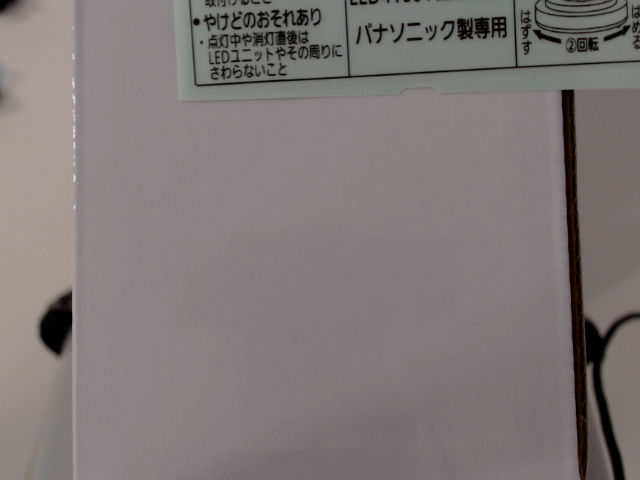 取付けること
●やけどのおそれあり
・点灯中や消灯直後は
LEDユニットやその周りに
さわらないこと
パナソニック製専用
はずす
②回転
はめる